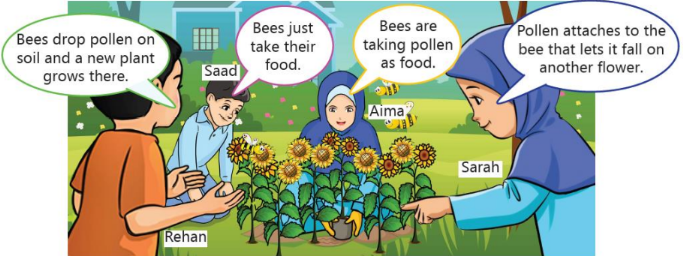 Bees drop pollen on
soil and a new plant
grows there.
Saad
Bees just
take their
food.
Bees are
taking pollen
as food.
Aima
Pollen attaches to the
bee that lets it fall on
another flower.
Sarah
Rehan